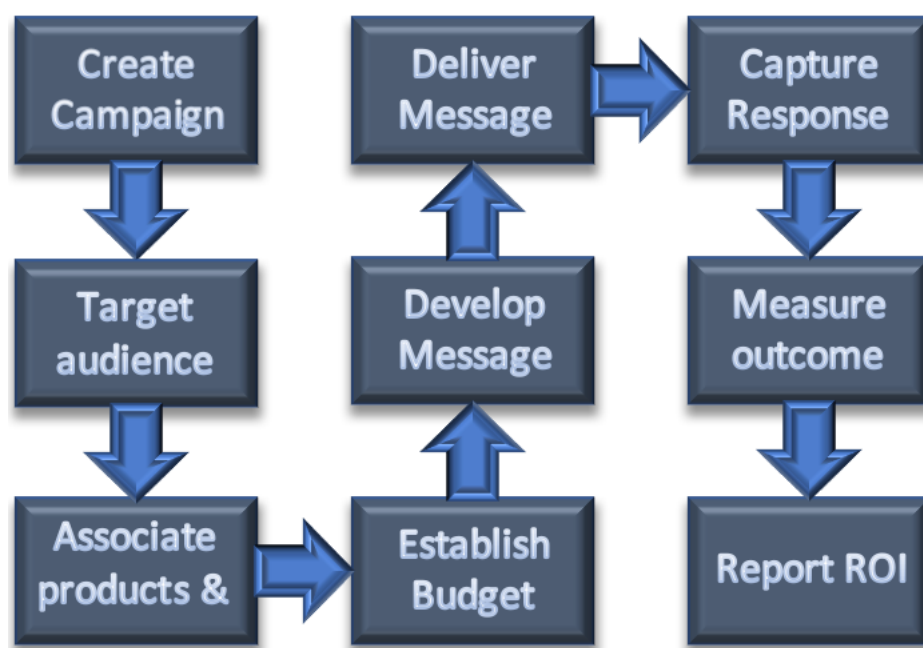 Create
Campaign
Target
audience
Associate
products &
Establish
Budget
Develop
Message
Deliver
Message
Capture
Response
Measure
outcome
Report ROI